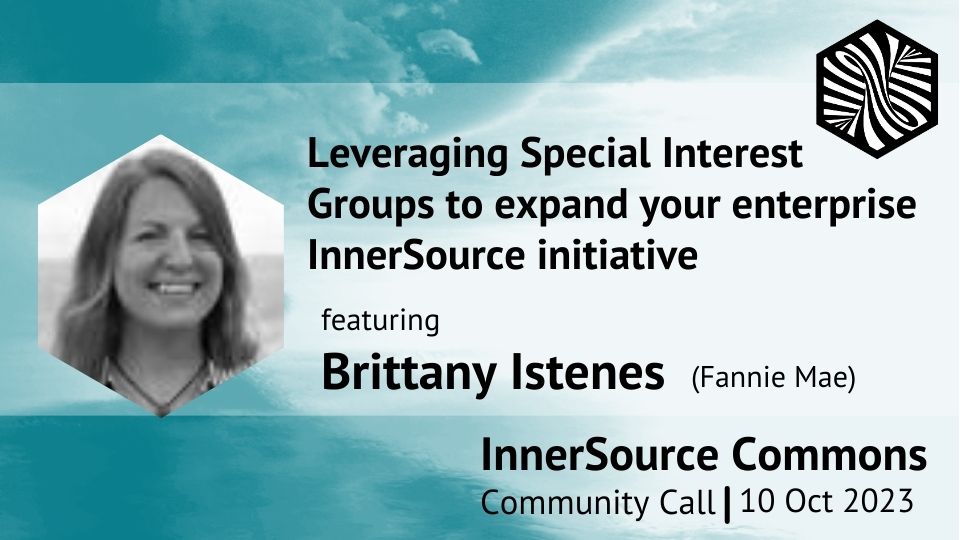 Leveraging Special Interest
Groups to expand your enterprise
InnerSource initiative
featuring
Brittany Istenes (Fannie Mae)
InnerSource Commons
Community Call | 10 Oct 2023